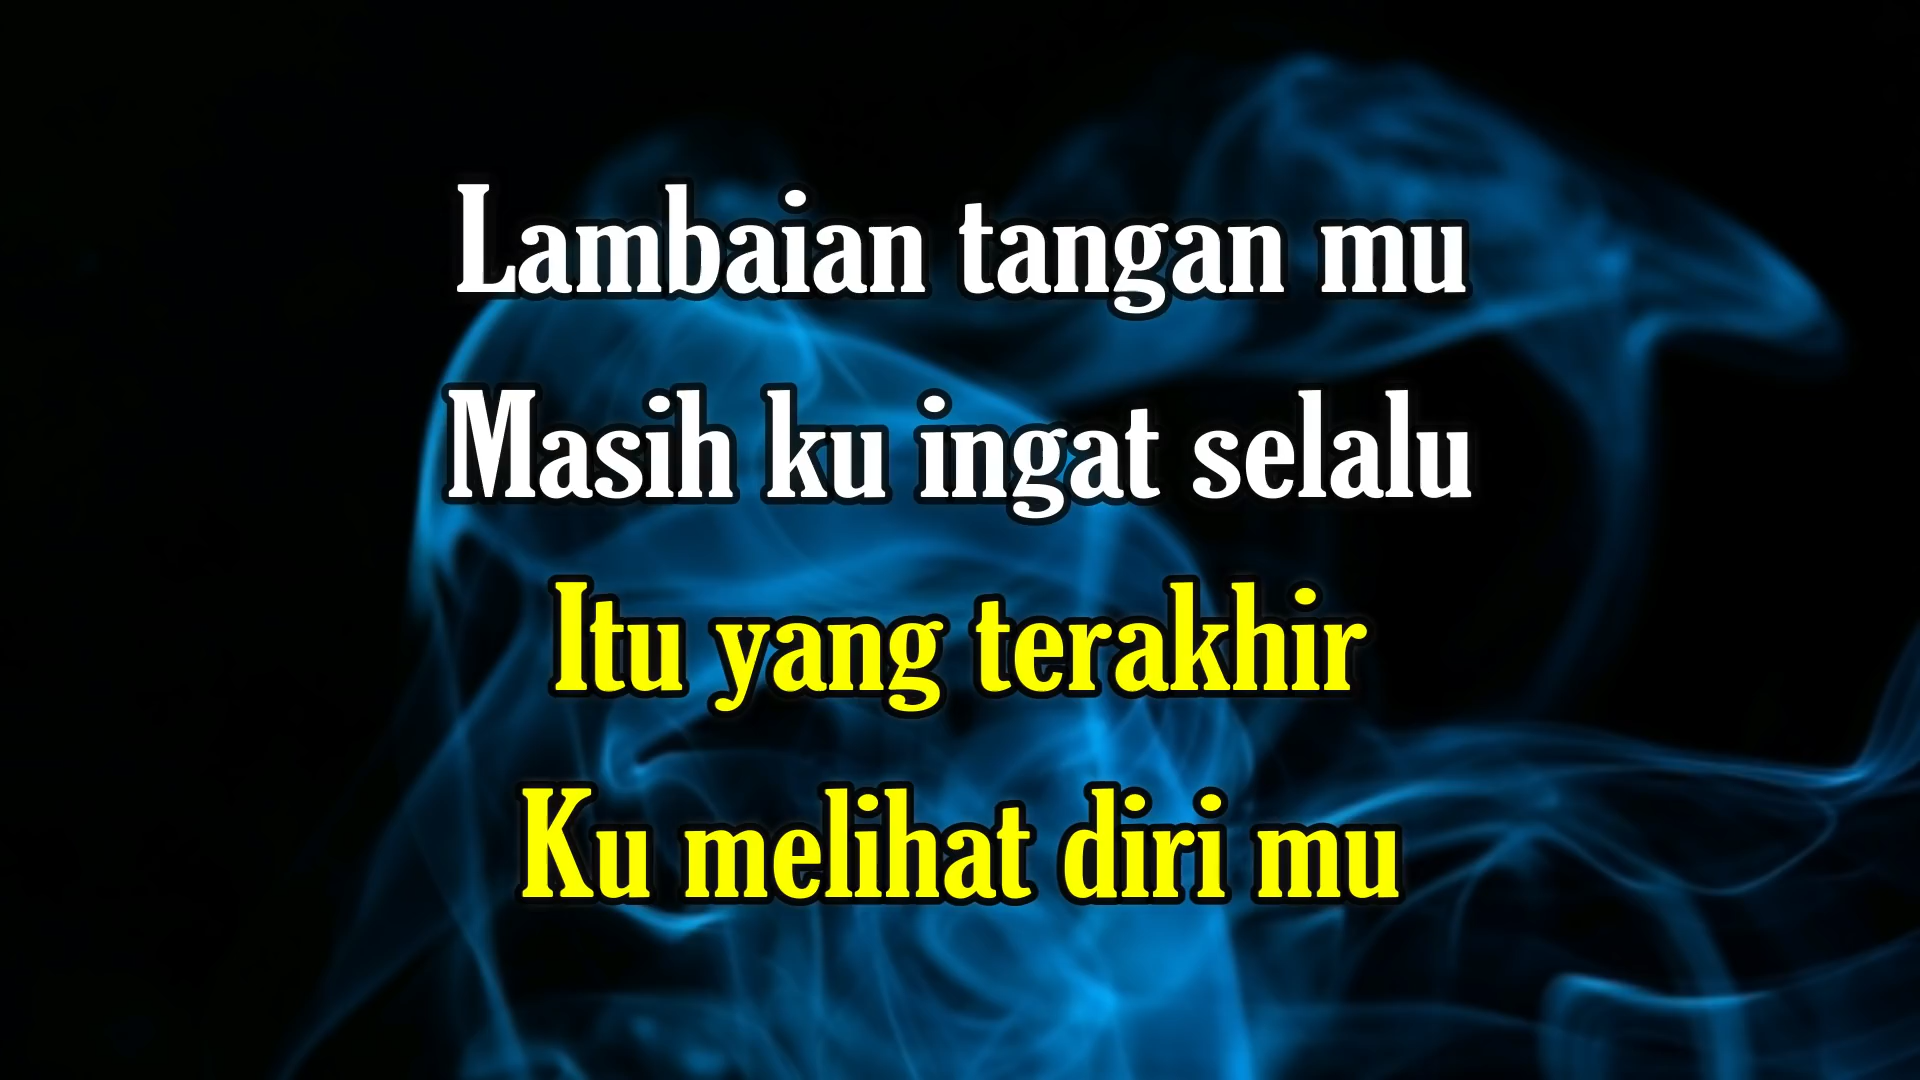 Lambaian tangan mu
Masih ku ingat selalu
Itu yang terakhir
Ku melihat diri mu